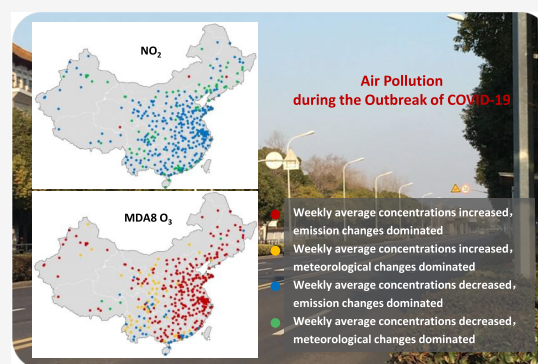 NO₂
Air Pollution
during the Outbreak of COVID-19
MDA8 O₃
Weekly average concentrations increased,
emission changes dominated
Weekly average concentrations increased,
meteorological changes dominated
Weekly average concentrations decreased,
emission changes dominated
Weekly average concentrations decreased,
meteorological changes dominated